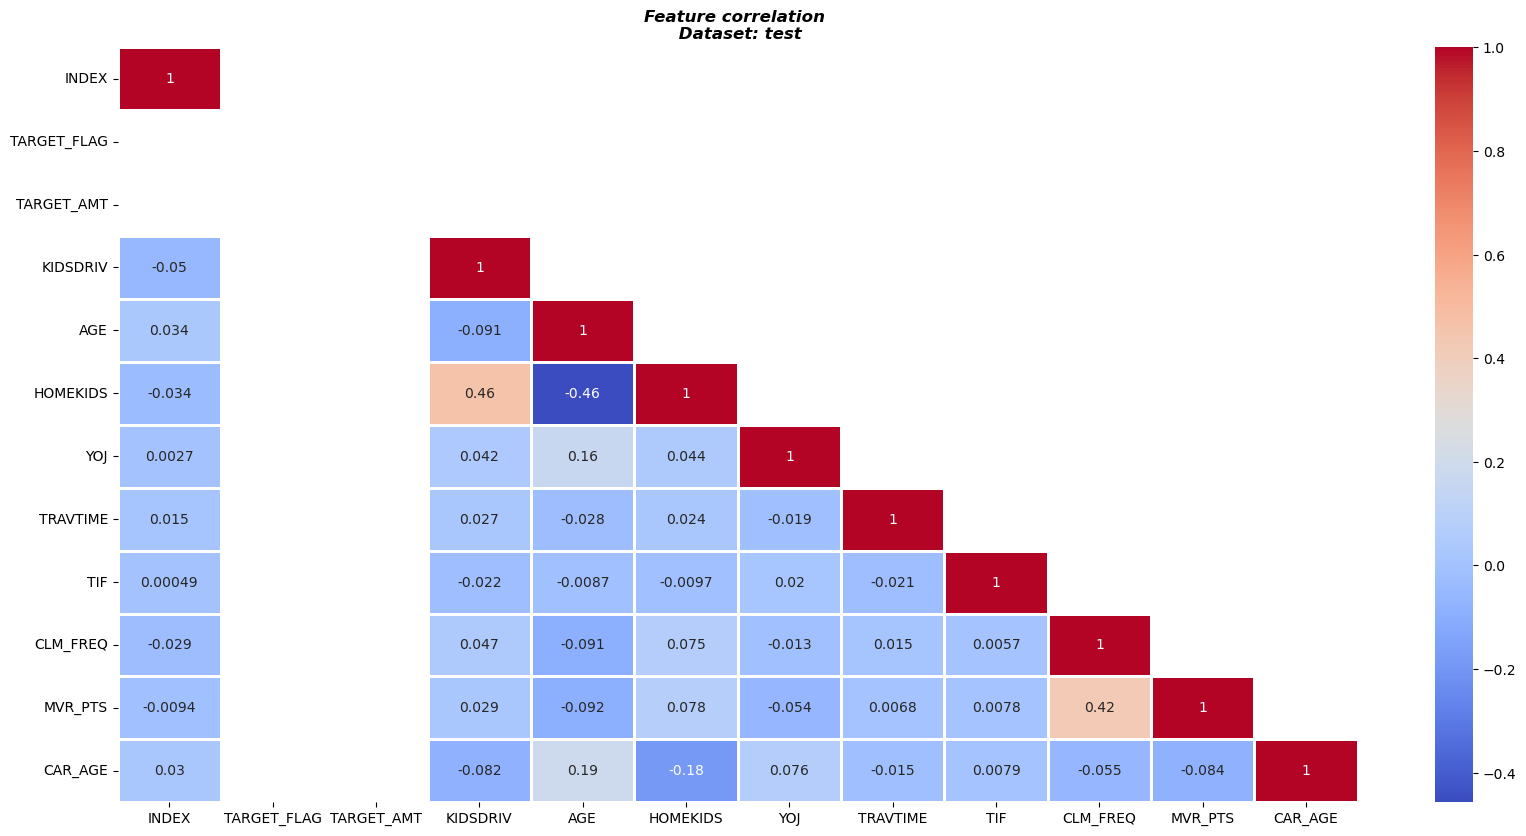 Feature correlation
Dataset: test
INDEX 1
TARGET_FLAG
TARGET_AMT
KIDSDRIV -0.05 1
AGE 0.034 -0.091 1
HOMEKIDS -0.034 0.46 -0.46 1
YOJ 0.0027 0.042 0.16 0.044 1
TRAVTIME 0.015 0.027 -0.028 0.024 -0.019 1
TIF 0.00049 -0.022 -0.0087 -0.0097 0.02 -0.021 1
CLM_FREQ -0.029 0.047 -0.091 0.075 -0.013 0.015 0.0057 1
MVR_PTS -0.0094 0.029 -0.092 0.078 -0.054 0.0068 0.0078 0.42 1
CAR_AGE 0.03 -0.082 0.19 -0.18 0.076 -0.015 0.0079 -0.055 -0.084 1
INDEX TARGET_FLAG TARGET_AMT KIDSDRIV AGE HOMEKIDS YOJ TRAVTIME TIF CLM_FREQ MVR_PTS CAR_AGE
1.0
0.8
0.6
0.4
0.2
0.0
−0.2
−0.4